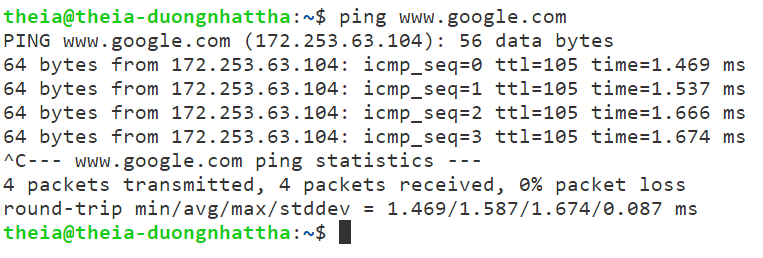 theia@theia-duongnhattha:~$ ping www.google.com
PING www.google.com (172.253.63.104): 56 data bytes
64 bytes from 172.253.63.104: icmp_seq=0 ttl=105 time=1.469 ms
64 bytes from 172.253.63.104: icmp_seq=1 ttl=105 time=1.537 ms
64 bytes from 172.253.63.104: icmp_seq=2 ttl=105 time=1.666 ms
64 bytes from 172.253.63.104: icmp_seq=3 ttl=105 time=1.674 ms
^C--- www.google.com ping statistics ---
4 packets transmitted, 4 packets received, 0% packet loss
round-trip min/avg/max/stddev = 1.469/1.587/1.674/0.087 ms
theia@theia-duongnhattha:~$